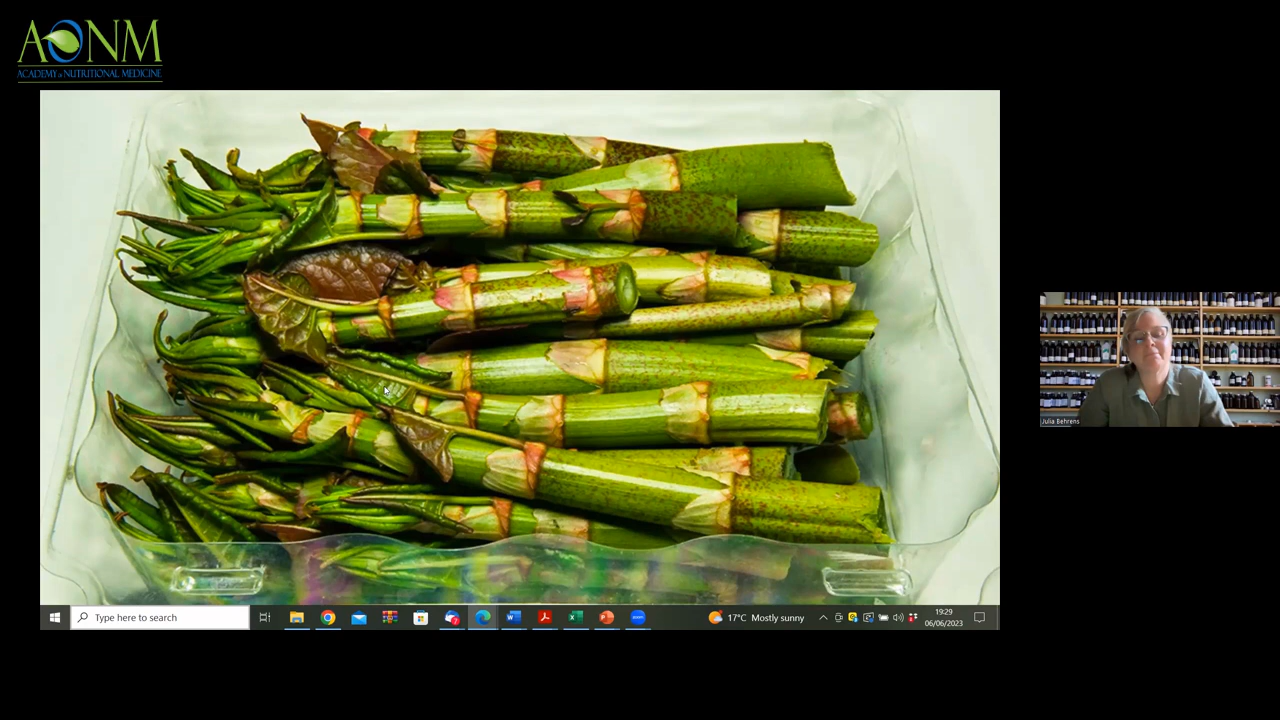 AONM
ACADEMY of NUTRITIONAL MEDICINE
Julia Behrens
Type here to search
17°C Mostly sunny
19:29
06/06/2023